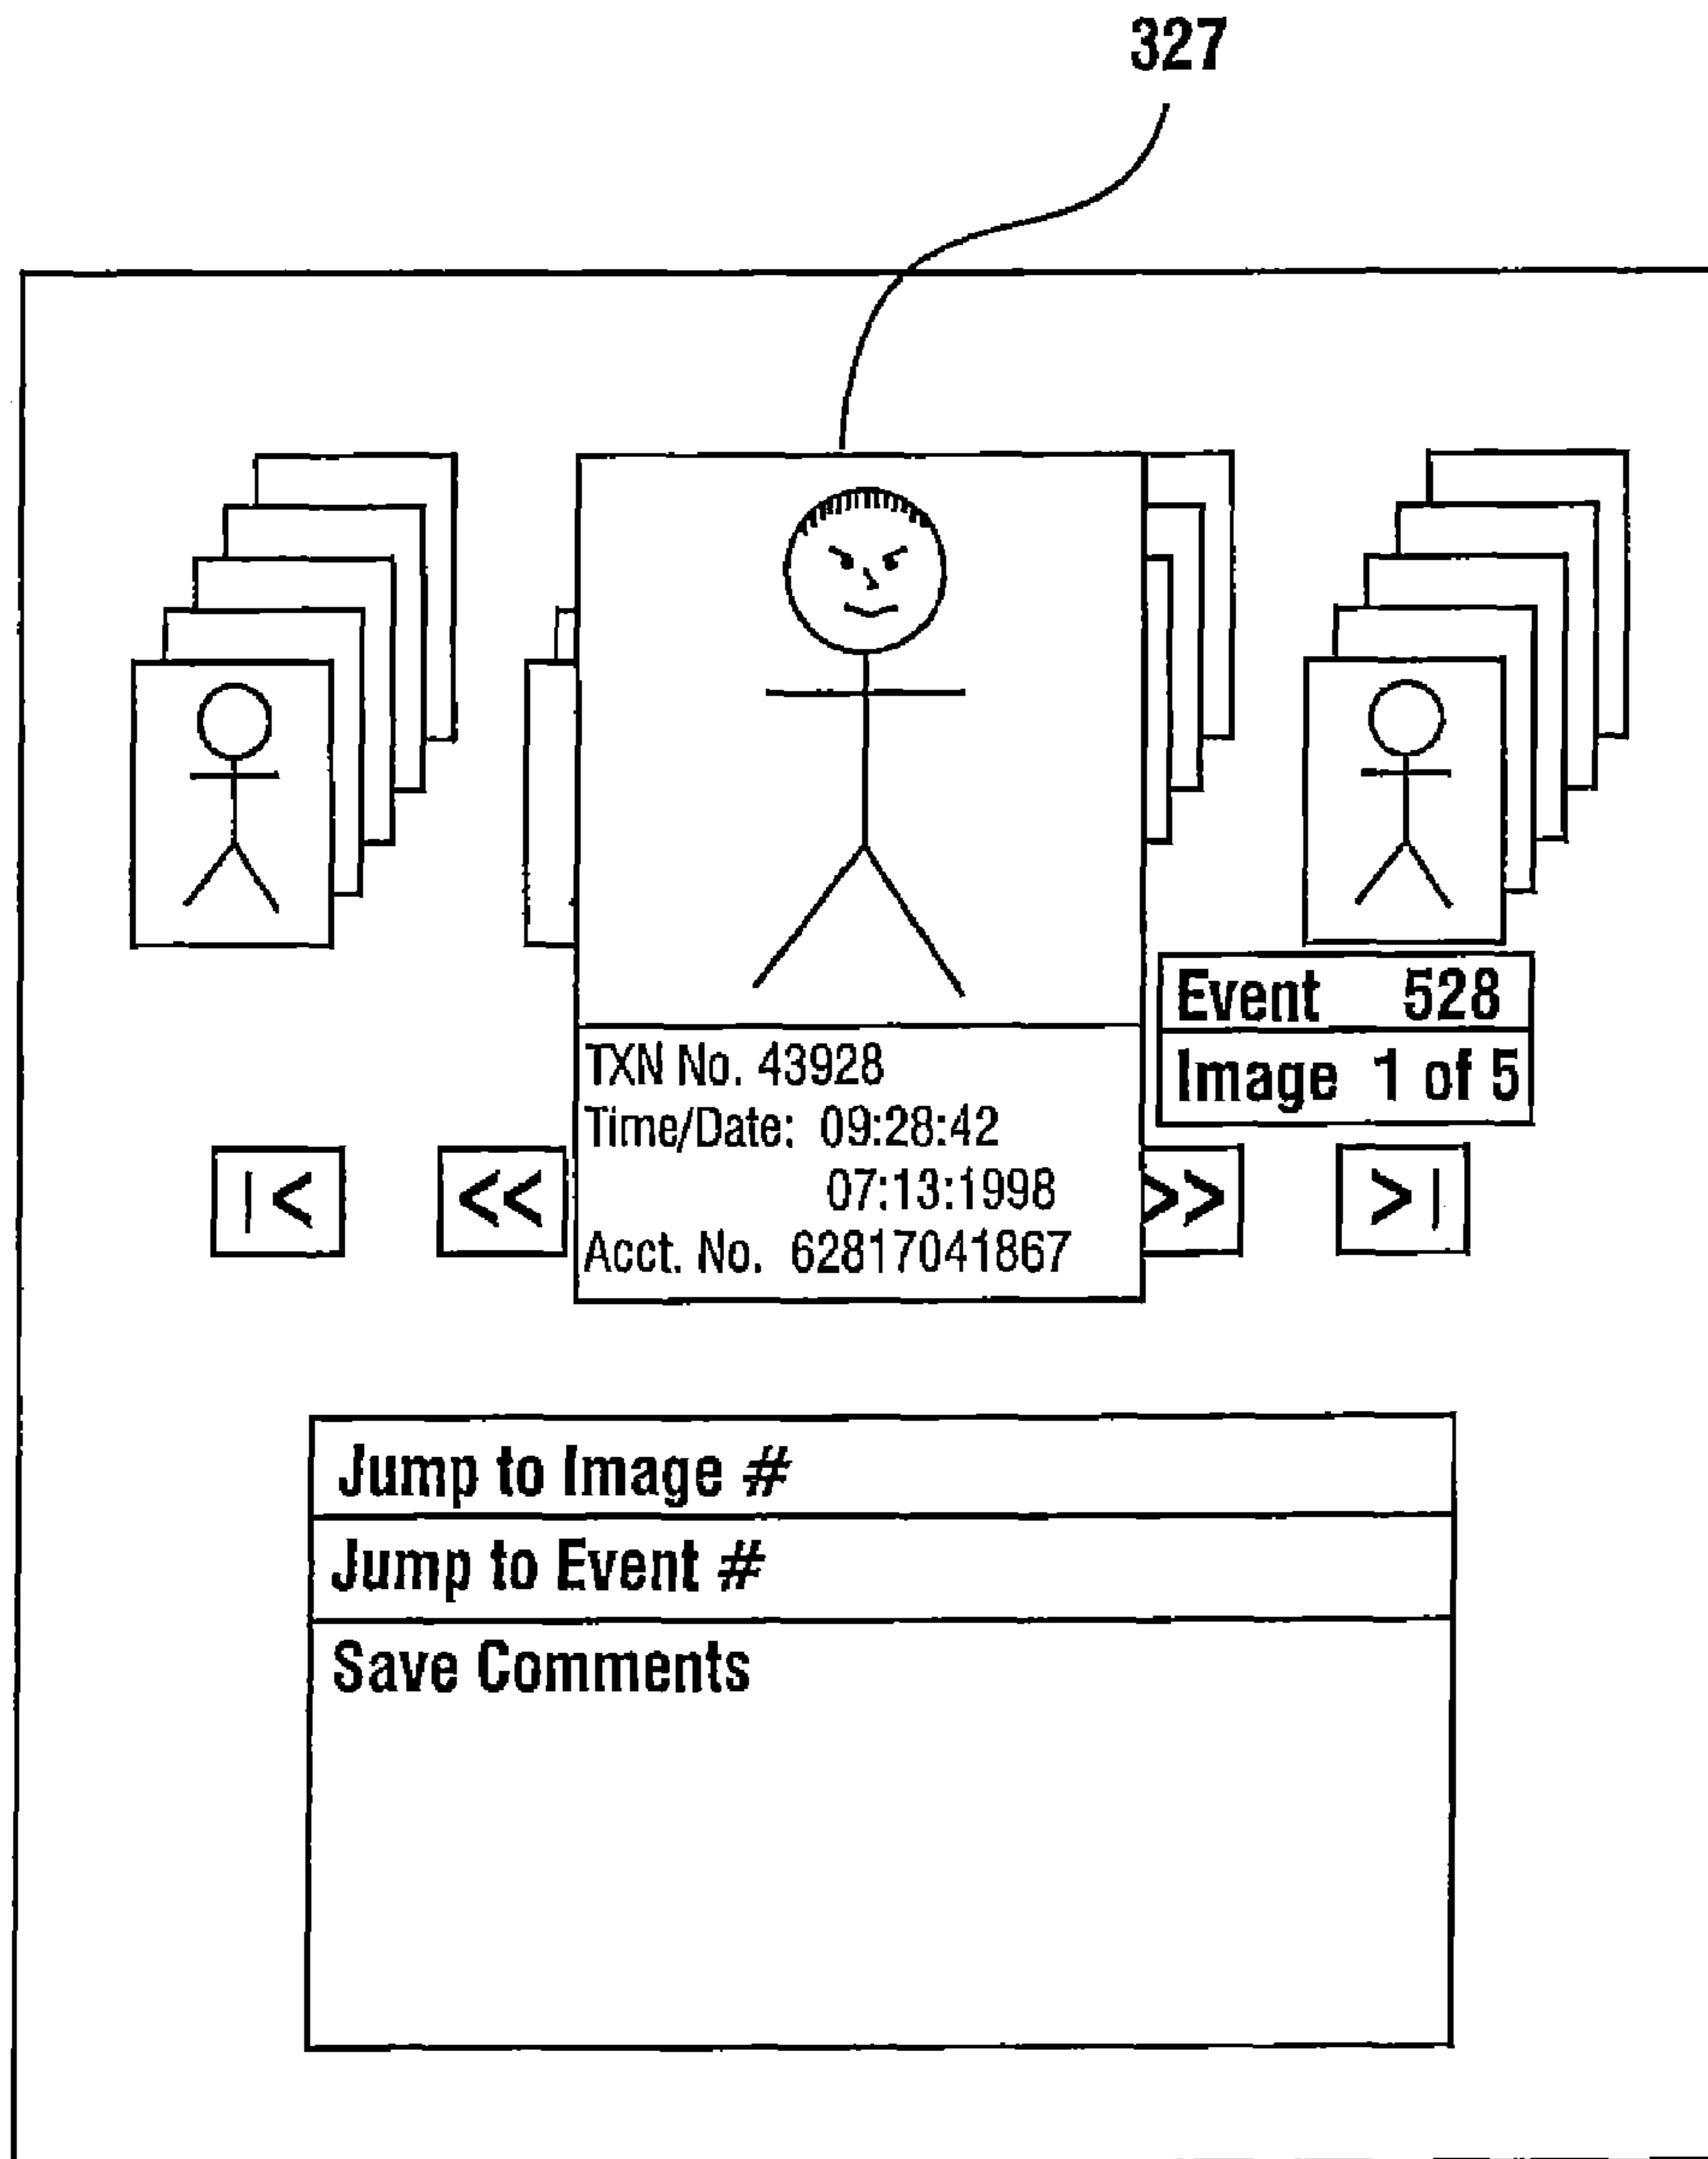 327
Event 528
Image 1 of 5
TXN No. 43928
Time/Date: 09:28:42
07:13:1998
Acct. No. 62817041867
|< << >> >|
Jump to Image #
Jump to Event #
Save Comments